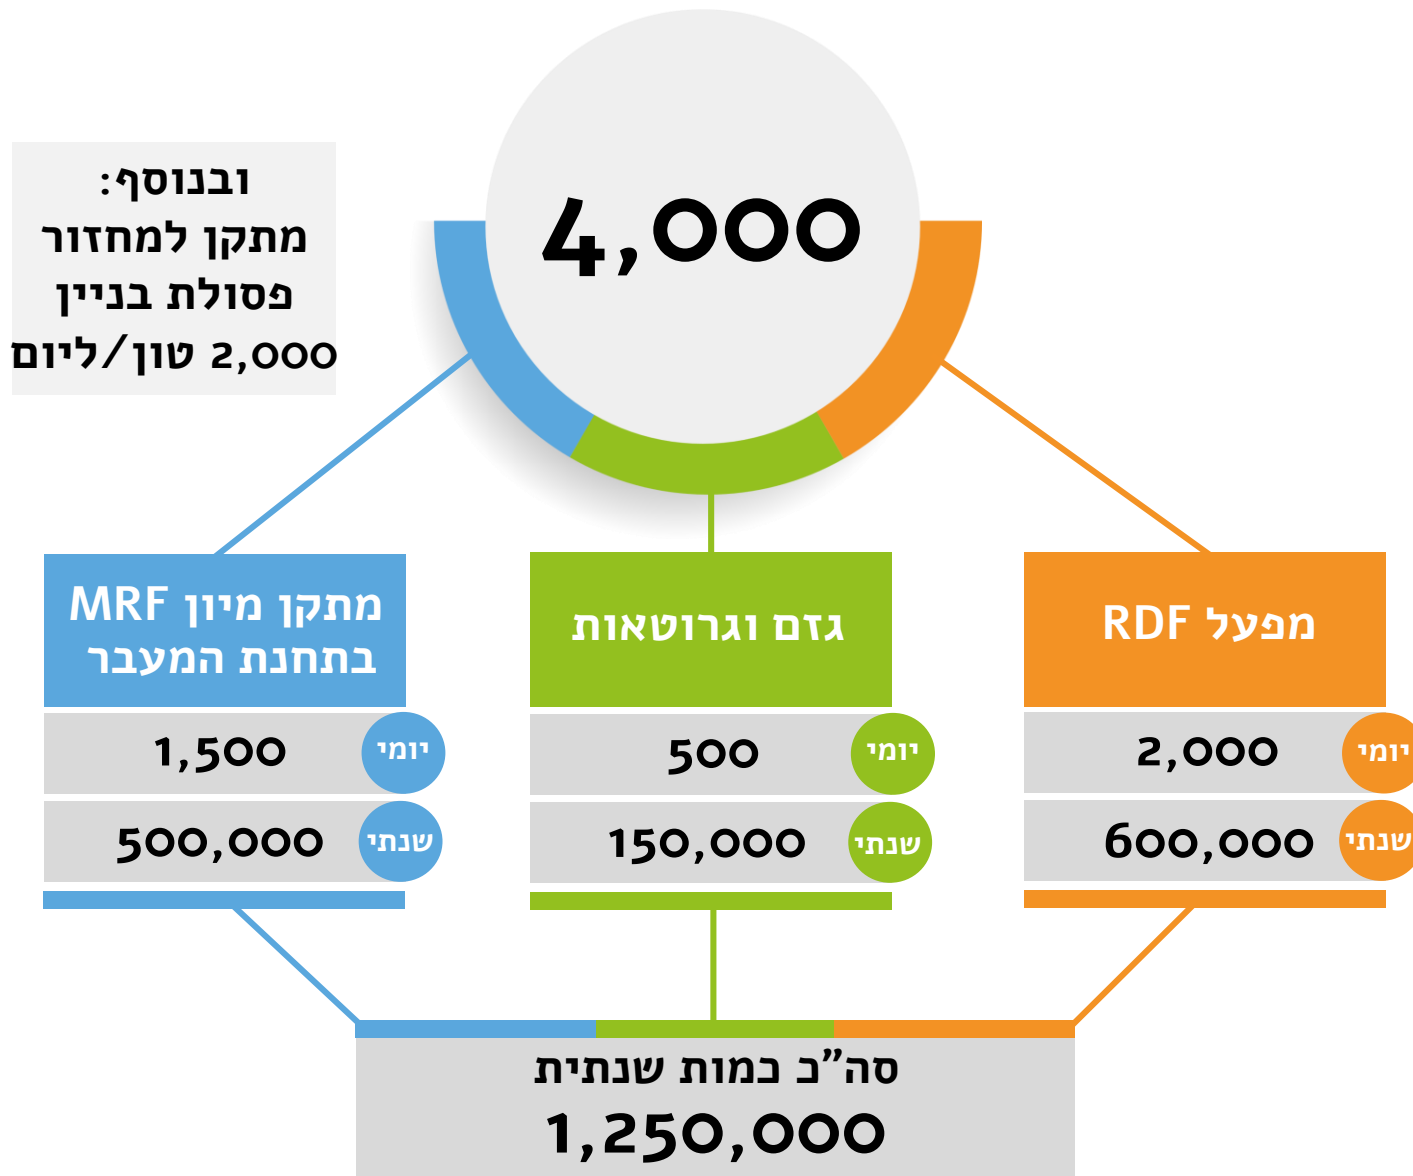 4,000
ובנוסף:
מתקן למחזור
פסולת בניין
2,000 טון/ליום
מפעל RDF
יומי
2,000
שנתי
600,000
גזם וגרוטאות
יומי
500
שנתי
150,000
מתקן מיון MRF
בתחנת המעבר
יומי
1,500
שנתי
500,000
סה"כ כמות שנתית
1,250,000